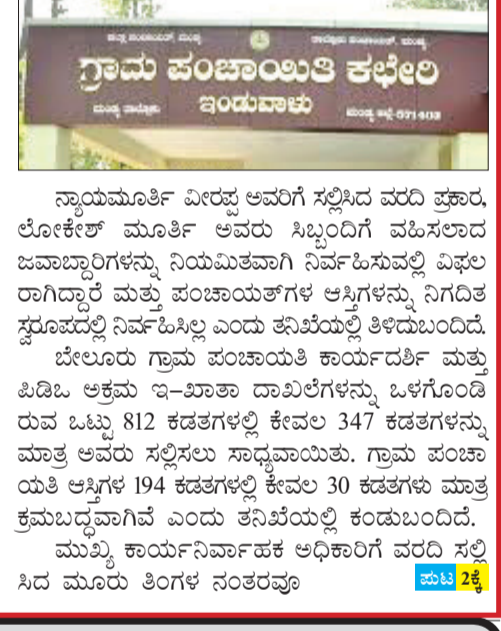 ಗ್ರಾಮ ಪಂಚಾಯಿತಿ ಕಛೇರಿ
ಮಂಡ್ಯ ತಾಲ್ಲೂಕು ಇಂಡುವಾಳು ಮಂಡ್ಯ ಜಿಲ್ಲೆ-571403
ನ್ಯಾಯಮೂರ್ತಿ ವೀರಪ್ಪ ಅವರಿಗೆ ಸಲ್ಲಿಸಿದ ವರದಿ ಪ್ರಕಾರ,
ಲೋಕೇಶ್ ಮೂರ್ತಿ ಅವರು ಸಿಬ್ಬಂದಿಗೆ ವಹಿಸಲಾದ
ಜವಾಬ್ದಾರಿಗಳನ್ನು ನಿಯಮಿತವಾಗಿ ನಿರ್ವಹಿಸುವಲ್ಲಿ ವಿಫಲ
ರಾಗಿದ್ದಾರೆ ಮತ್ತು ಪಂಚಾಯತ್‌ಗಳ ಆಸ್ತಿಗಳನ್ನು ನಿಗದಿತ
ಸ್ವರೂಪದಲ್ಲಿ ನಿರ್ವಹಿಸಿಲ್ಲ ಎಂದು ತನಿಖೆಯಲ್ಲಿ ತಿಳಿದುಬಂದಿದೆ.
ಬೇಲೂರು ಗ್ರಾಮ ಪಂಚಾಯತಿ ಕಾರ್ಯದರ್ಶಿ ಮತ್ತು
ಪಿಡಿಒ ಅಕ್ರಮ ಇ-ಖಾತಾ ದಾಖಲೆಗಳನ್ನು ಒಳಗೊಂಡಿ
ರುವ ಒಟ್ಟು 812 ಕಡತಗಳಲ್ಲಿ ಕೇವಲ 347 ಕಡತಗಳನ್ನು
ಮಾತ್ರ ಅವರು ಸಲ್ಲಿಸಲು ಸಾಧ್ಯವಾಯಿತು. ಗ್ರಾಮ ಪಂಚಾ
ಯತಿ ಆಸ್ತಿಗಳ 194 ಕಡತಗಳಲ್ಲಿ ಕೇವಲ 30 ಕಡತಗಳು ಮಾತ್ರ
ಕ್ರಮಬದ್ಧವಾಗಿವೆ ಎಂದು ತನಿಖೆಯಲ್ಲಿ ಕಂಡುಬಂದಿದೆ.
ಮುಖ್ಯ ಕಾರ್ಯನಿರ್ವಾಹಕ ಅಧಿಕಾರಿಗೆ ವರದಿ ಸಲ್ಲಿ
ಸಿದ ಮೂರು ತಿಂಗಳ ನಂತರವೂ ಪುಟ 2ಕ್ಕೆ